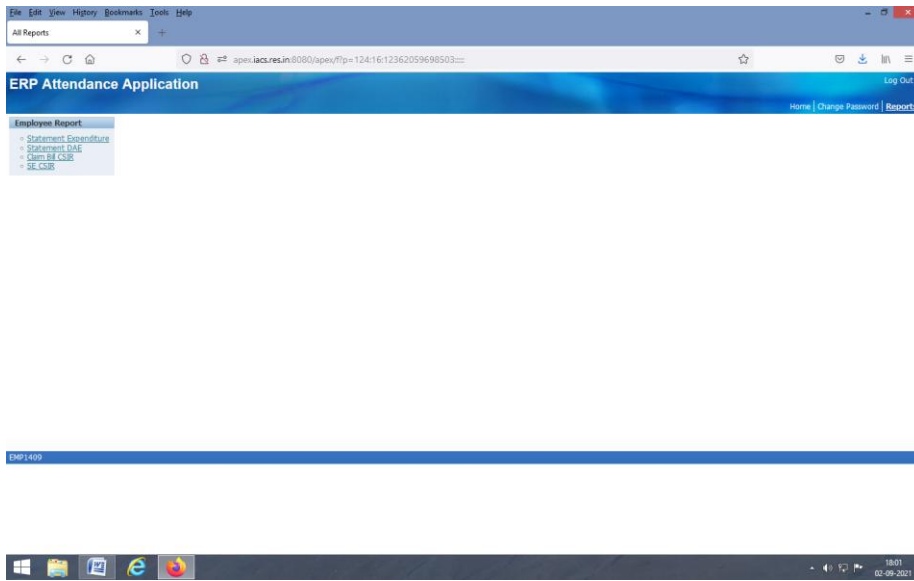 File Edit View History Bookmarks Tools Help
All Reports
apex.iacs.res.in:8080/apex/f?p=124:16:12362059698503:::::
ERP Attendance Application
Log Out
Home | Change Password | Reports
Employee Report
Statement Expenditure
Statement DAE
Claim Bill CSIR
SE CSIR
EMP1409
18:01
02-09-2021